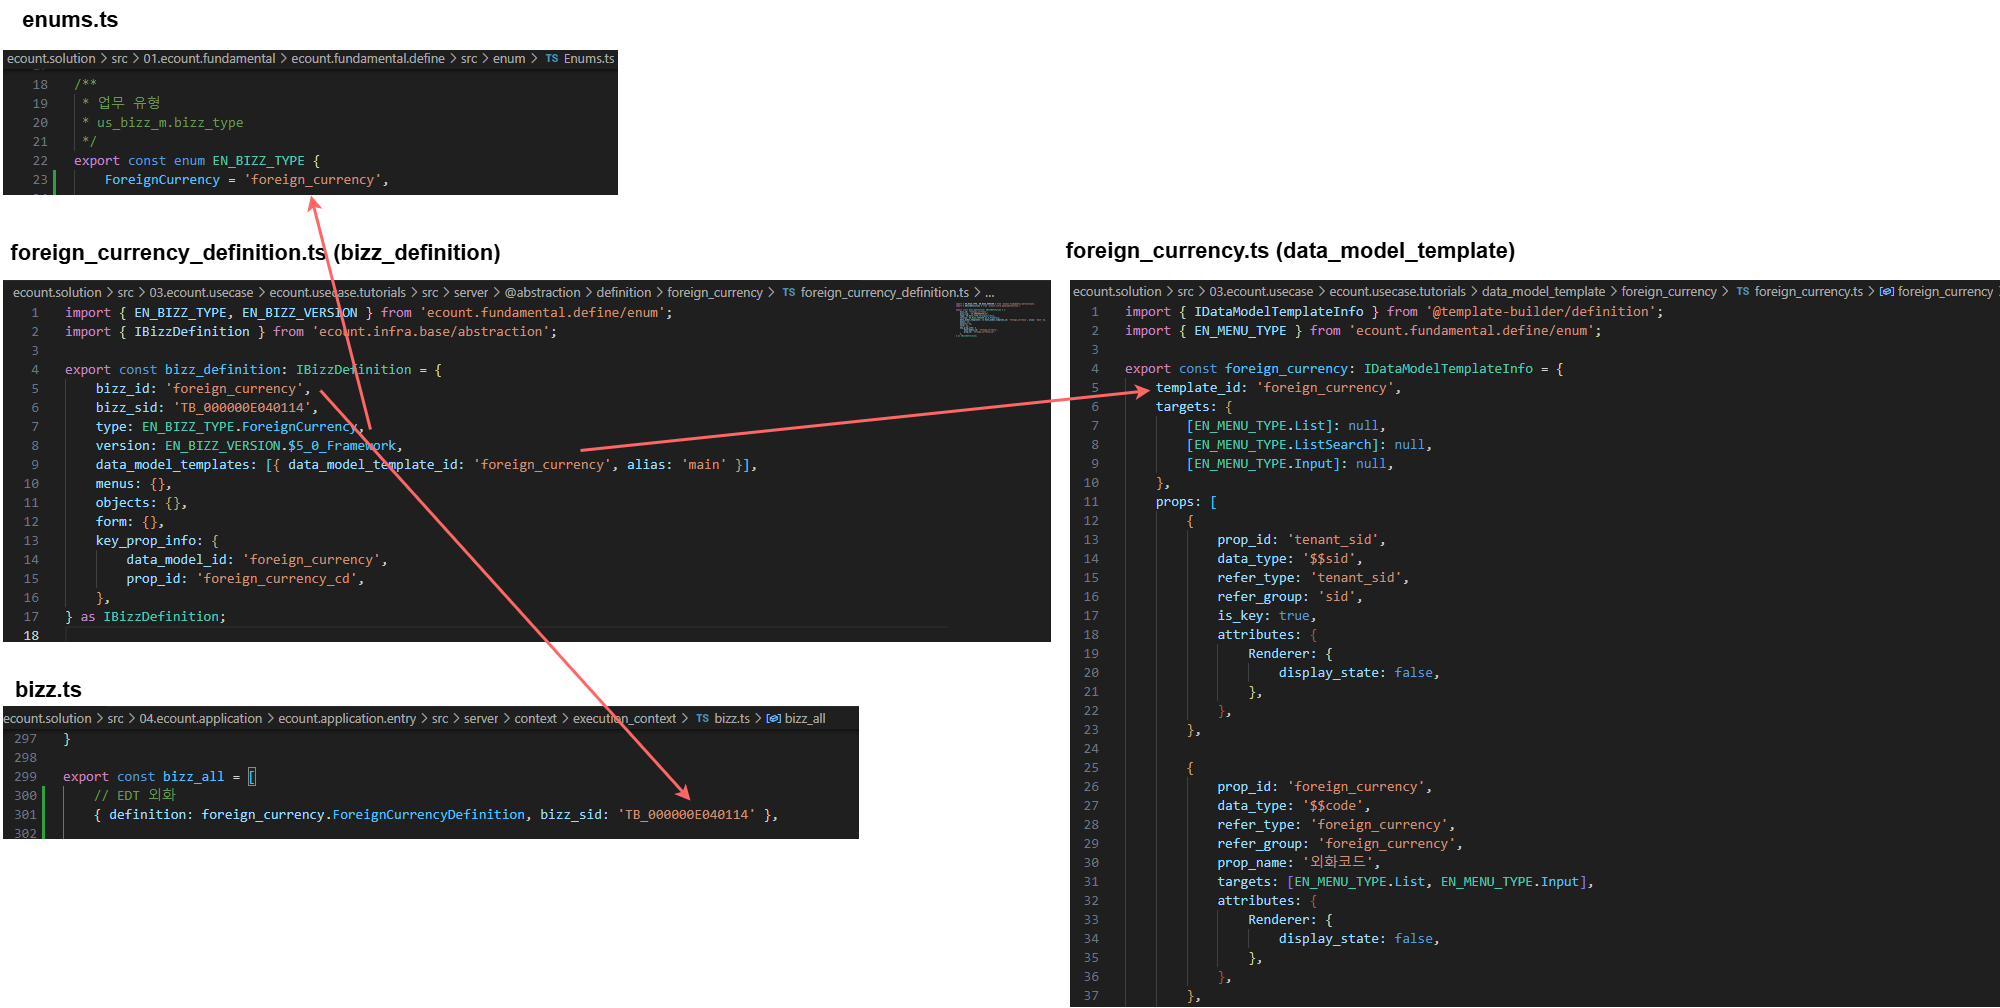 enums.ts
ecount.solution > src > 01.ecount.fundamental > ecount.fundamental.define > src > enum > TS Enums.ts
18 /**
19 * 업무 유형
20 * us_bizz_m.bizz_type
21 */
22 export const enum EN_BIZZ_TYPE {
23 ForeignCurrency = 'foreign_currency',
foreign_currency_definition.ts (bizz_definition)
ecount.solution > src > 03.ecount.usecase > ecount.usecase.tutorials > src > server > @abstraction > definition > foreign_currency > TS foreign_currency_definition.ts > ...
1 import { EN_BIZZ_TYPE, EN_BIZZ_VERSION } from 'ecount.fundamental.define/enum';
2 import { IBizzDefinition } from 'ecount.infra.base/abstraction';
3
4 export const bizz_definition: IBizzDefinition = {
5 bizz_id: 'foreign_currency',
6 bizz_sid: 'TB_000000E040114',
7 type: EN_BIZZ_TYPE.ForeignCurrency,
8 version: EN_BIZZ_VERSION.$5_0_Framework,
9 data_model_templates: [{ data_model_template_id: 'foreign_currency', alias: 'main' }],
10 menus: {},
11 objects: {},
12 form: {},
13 key_prop_info: {
14 data_model_id: 'foreign_currency',
15 prop_id: 'foreign_currency_cd',
16 },
17 } as IBizzDefinition;
18
bizz.ts
ecount.solution > src > 04.ecount.application > ecount.application.entry > src > server > context > execution_context > TS bizz.ts > bizz_all
297 }
298
299 export const bizz_all = [
300 // EDT 외화
301 { definition: foreign_currency.ForeignCurrencyDefinition, bizz_sid: 'TB_000000E040114' },
302
foreign_currency.ts (data_model_template)
ecount.solution > src > 03.ecount.usecase > ecount.usecase.tutorials > data_model_template > foreign_currency > TS foreign_currency.ts > foreign_currency
1 import { IDataModelTemplateInfo } from '@template-builder/definition';
2 import { EN_MENU_TYPE } from 'ecount.fundamental.define/enum';
3
4 export const foreign_currency: IDataModelTemplateInfo = {
5 template_id: 'foreign_currency',
6 targets: {
7 [EN_MENU_TYPE.List]: null,
8 [EN_MENU_TYPE.ListSearch]: null,
9 [EN_MENU_TYPE.Input]: null,
10 },
11 props: [
12 {
13 prop_id: 'tenant_sid',
14 data_type: '$$sid',
15 refer_type: 'tenant_sid',
16 refer_group: 'sid',
17 is_key: true,
18 attributes: {
19 Renderer: {
20 display_state: false,
21 },
22 },
23 },
24
25 {
26 prop_id: 'foreign_currency',
27 data_type: '$$code',
28 refer_type: 'foreign_currency',
29 refer_group: 'foreign_currency',
30 prop_name: '외화코드',
31 targets: [EN_MENU_TYPE.List, EN_MENU_TYPE.Input],
32 attributes: {
33 Renderer: {
34 display_state: false,
35 },
36 },
37 },